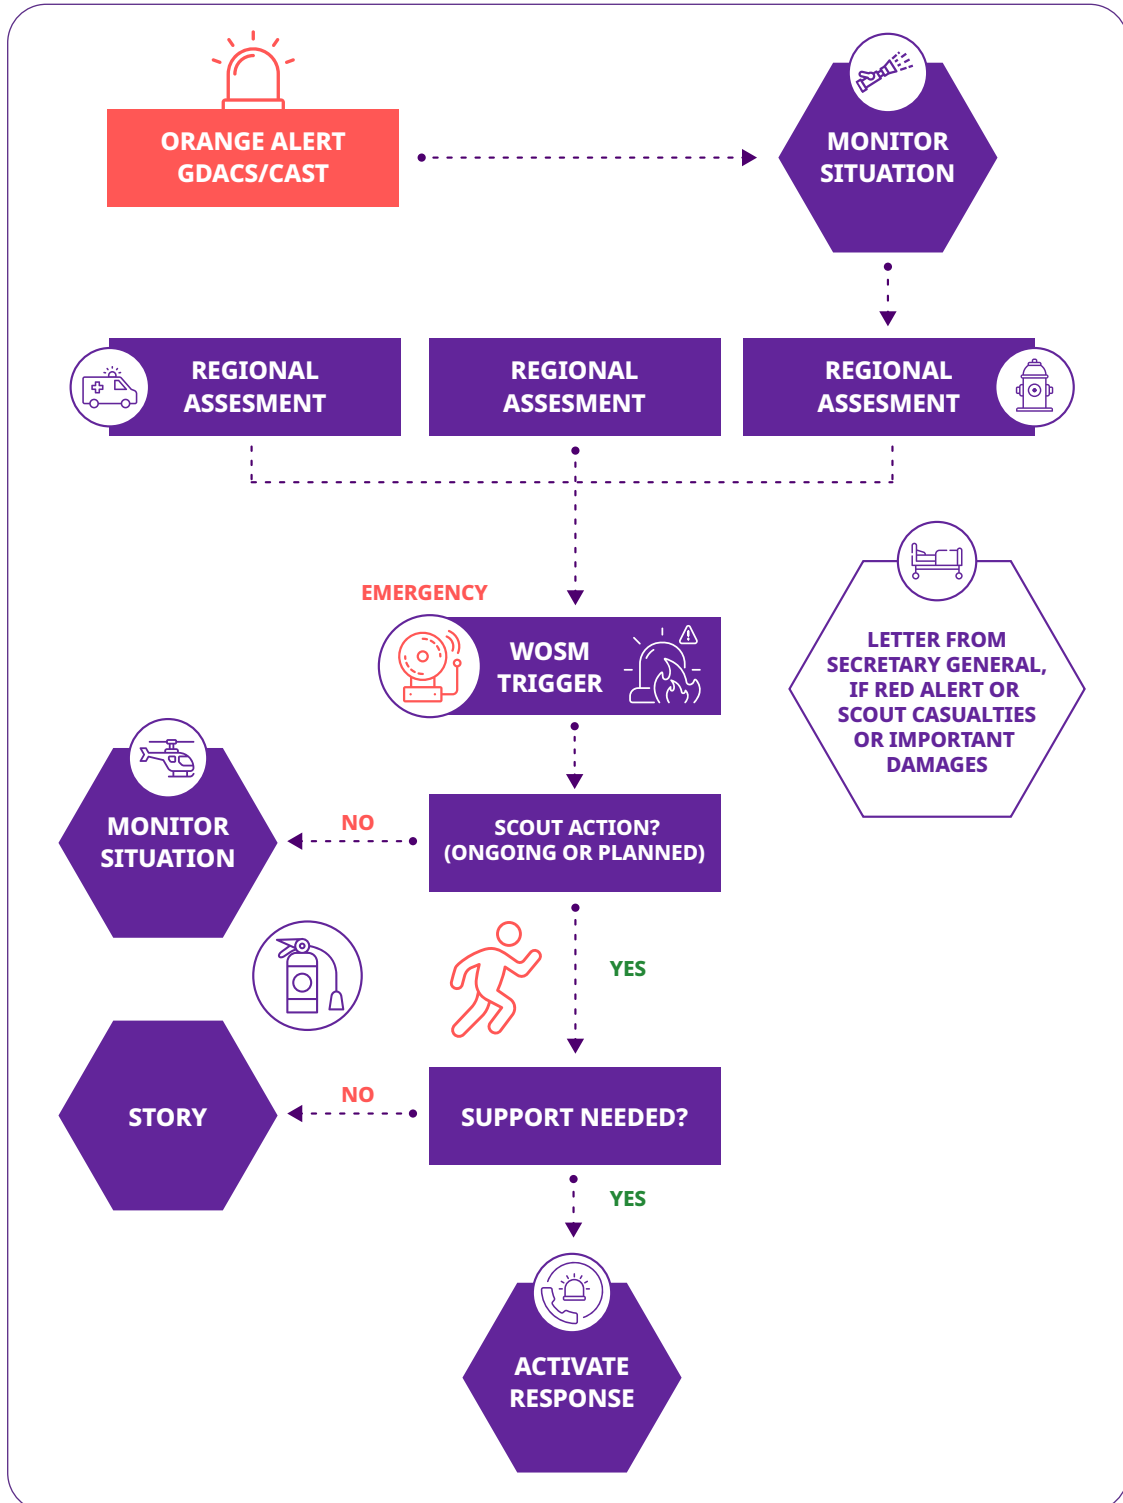 ORANGE ALERT
GDACS/CAST
MONITOR
SITUATION
REGIONAL
ASSESMENT
REGIONAL
ASSESMENT
REGIONAL
ASSESMENT
EMERGENCY
WOSM
TRIGGER
LETTER FROM
SECRETARY GENERAL,
IF RED ALERT OR
SCOUT CASUALTIES
OR IMPORTANT
DAMAGES
SCOUT ACTION?
(ONGOING OR PLANNED)
NO
MONITOR
SITUATION
YES
SUPPORT NEEDED?
NO
STORY
YES
ACTIVATE
RESPONSE